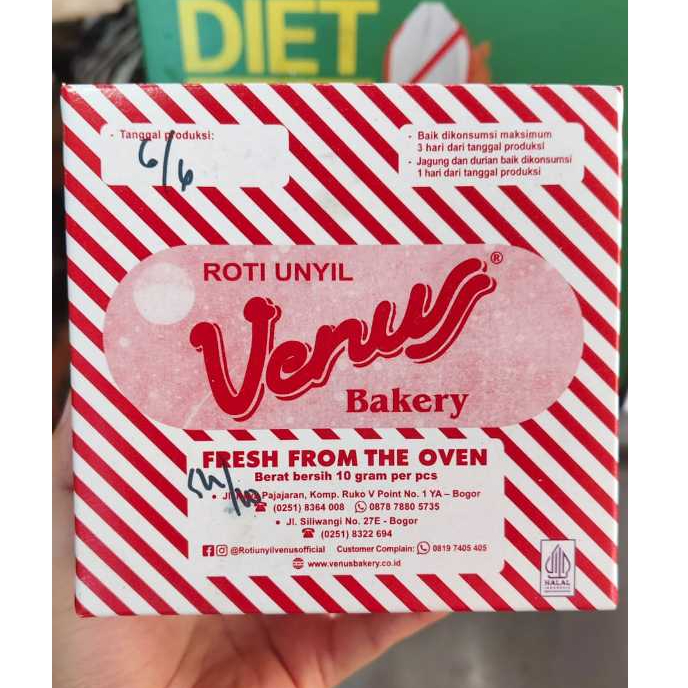 DIET
- Tanggal produksi:
6/6
- Baik dikonsumsi maksimum
3 hari dari tanggal produksi
- Jagung dan durian baik dikonsumsi
1 hari dari tanggal produksi
ROTI UNYIL
Venus ®
Bakery
FRESH FROM THE OVEN
Berat bersih 10 gram per pcs
• Jl. Pajajaran, Komp. Ruko V Point No. 1 YA – Bogor
(0251) 8364 008 0878 7880 5735
• Jl. Siliwangi No. 27E - Bogor
(0251) 8322 694
@Rotiunyilvenusofficial Customer Complain: 0819 7405 405
www.venusbakery.co.id
HALAL
INDONESIA